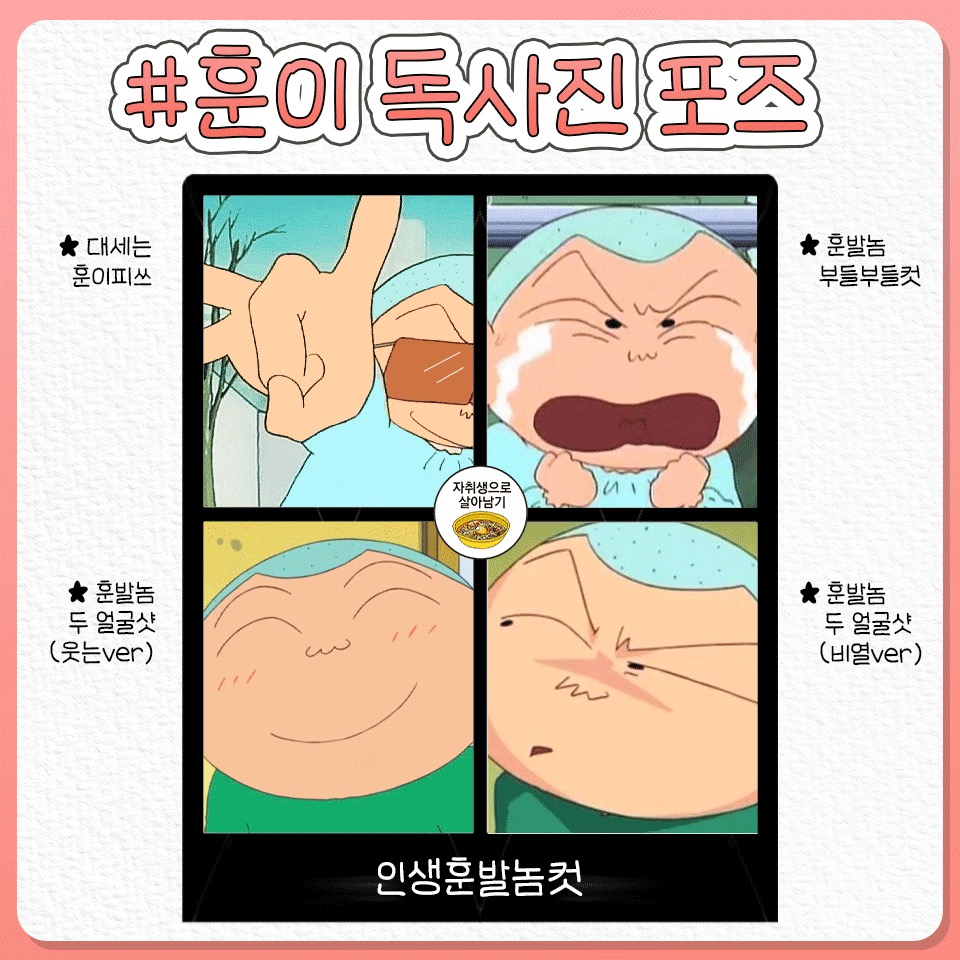 #훈이 독사진 포즈
★ 대세는
훈이피쓰
★ 훈발놈
부들부들컷
자취생으로
살아남기
★ 훈발놈
두 얼굴샷
(웃는ver)
★ 훈발놈
두 얼굴샷
(비열ver)
인생훈발놈컷